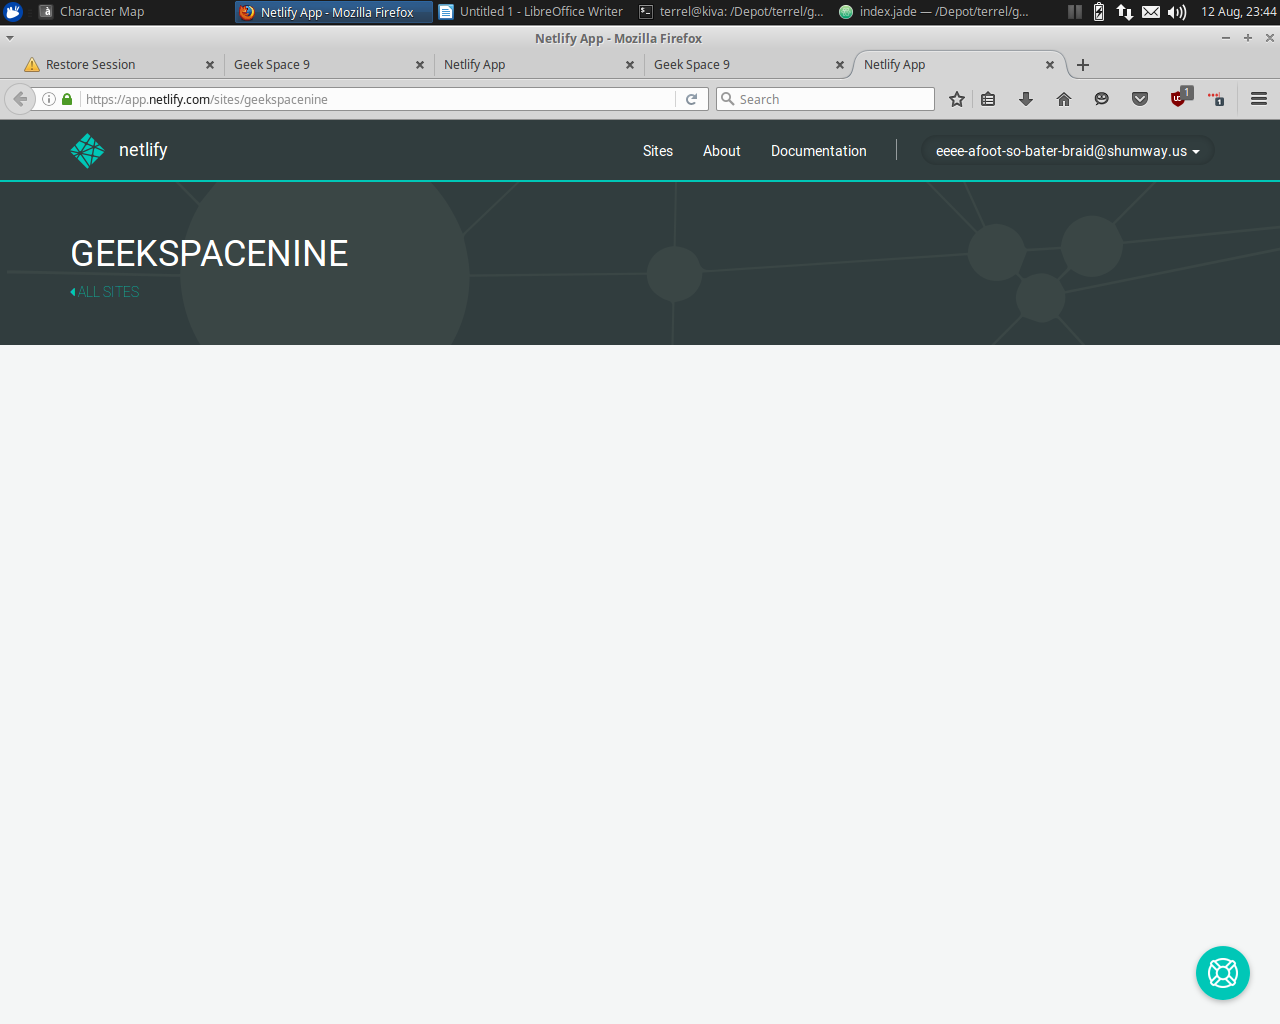 Character Map
Netlify App - Mozilla Firefox
Untitled 1 - LibreOffice Writer
terrel@kiva: /Depot/terrel/g...
index.jade — /Depot/terrel/g...
12 Aug, 23:44
Netlify App - Mozilla Firefox
Restore Session
Geek Space 9
Netlify App
Geek Space 9
Netlify App
https://app.netlify.com/sites/geekspacenine
Search
1
1
netlify
Sites
About
Documentation
eeee-afoot-so-bater-braid@shumway.us
GEEKSPACENINE
ALL SITES